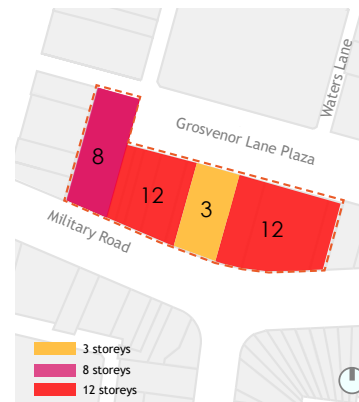 Waters Lane
Grosvenor Lane Plaza
8
12
3
12
Military Road
3 storeys
8 storeys
12 storeys